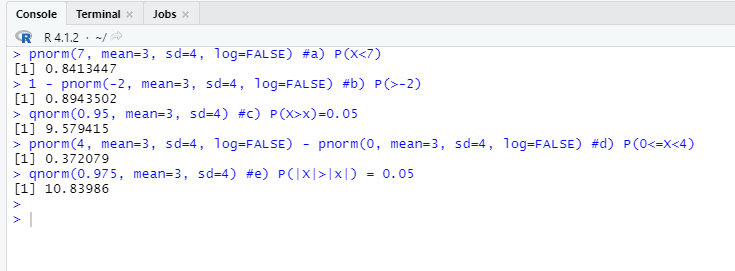 Console Terminal Jobs
R R 4.1.2 · ~/
> pnorm(7, mean=3, sd=4, log=FALSE) #a) P(X<7)
[1] 0.8413447
> 1 - pnorm(-2, mean=3, sd=4, log=FALSE) #b) P(>-2)
[1] 0.8943502
> qnorm(0.95, mean=3, sd=4) #c) P(X>x)=0.05
[1] 9.579415
> pnorm(4, mean=3, sd=4, log=FALSE) - pnorm(0, mean=3, sd=4, log=FALSE) #d) P(0<=X<4)
[1] 0.372079
> qnorm(0.975, mean=3, sd=4) #e) P(|X|>|x|) = 0.05
[1] 10.83986
>
>